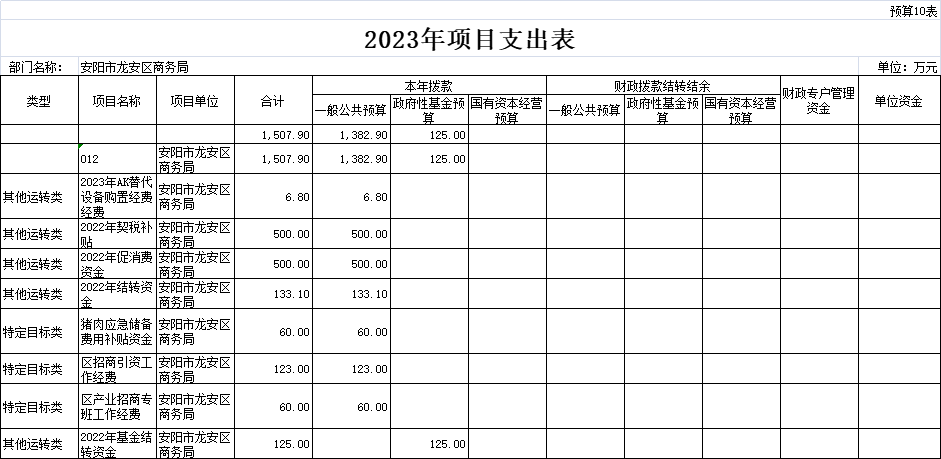 预算10表
2023年项目支出表
部门名称： 安阳市龙安区商务局 单位：万元
类型 项目名称 项目单位 合计 本年拨款 财政拨款结转结余 财政专户管理资金 单位资金
一般公共预算 政府性基金预算 国有资本经营预算 一般公共预算 政府性基金预算 国有资本经营预算
1,507.90 1,382.90 125.00
012 安阳市龙安区商务局 1,507.90 1,382.90 125.00
其他运转类 2023年AK替代设备购置经费经费 安阳市龙安区商务局 6.80 6.80
其他运转类 2022年契税补贴 安阳市龙安区商务局 500.00 500.00
其他运转类 2022年促消费资金 安阳市龙安区商务局 500.00 500.00
其他运转类 2022年结转资金 安阳市龙安区商务局 133.10 133.10
特定目标类 猪肉应急储备费用补贴资金 安阳市龙安区商务局 60.00 60.00
特定目标类 区招商引资工作经费 安阳市龙安区商务局 123.00 123.00
特定目标类 区产业招商专班工作经费 安阳市龙安区商务局 60.00 60.00
其他运转类 2022年基金结转资金 安阳市龙安区商务局 125.00 125.00